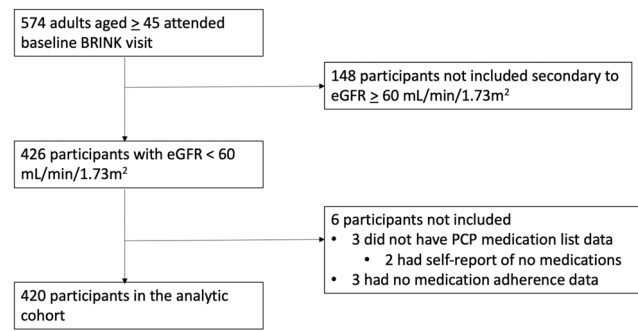 574 adults aged ≥ 45 attended
baseline BRINK visit
148 participants not included secondary to
eGFR ≥ 60 mL/min/1.73m²
426 participants with eGFR < 60
mL/min/1.73m²
6 participants not included
• 3 did not have PCP medication list data
• 2 had self-report of no medications
• 3 had no medication adherence data
420 participants in the analytic
cohort